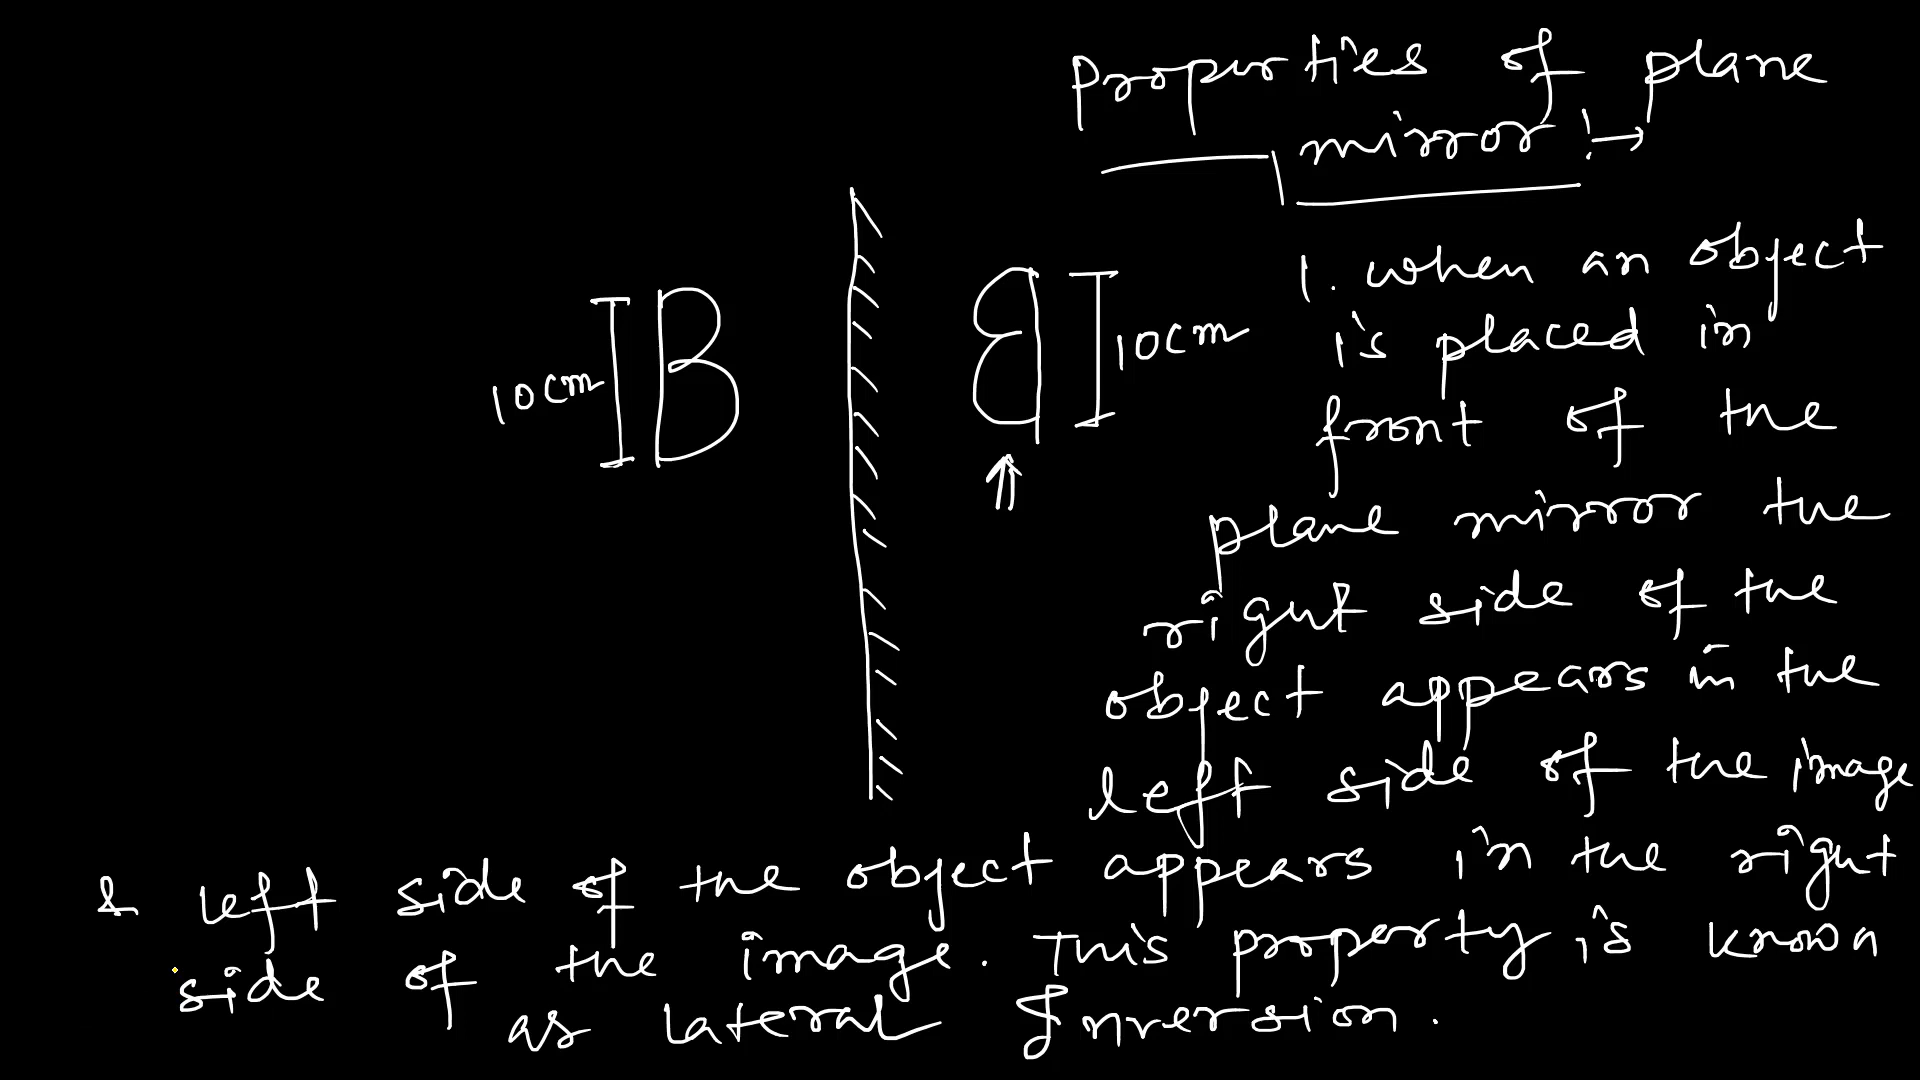 Properties of plane
mirror :→
1. when an object
is placed in
front of the
plane mirror the
right side of the
object appears in the
left side of the image
& left side of the object appears in the right
side of the image. This property is known
as Lateral Inversion.
10cm B
B 10cm